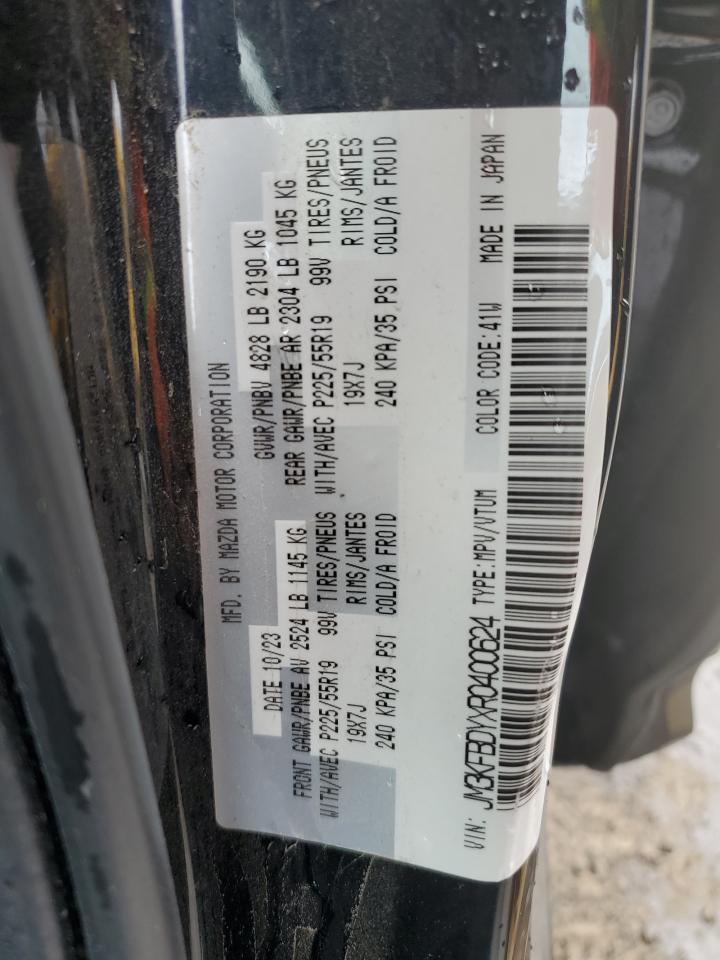 MFD. BY MAZDA MOTOR CORPORATION
DATE 10/23 GVWR/PNBV 4828 LB 2190 KG
FRONT GAWR/PNBE AV 2524 LB 1145 KG REAR GAWR/PNBE AR 2304 LB 1045 KG
WITH/AVEC P225/55R19 99V TIRES/PNEUS WITH/AVEC P225/55R19 99V TIRES/PNEUS
19X7J RIMS/JANTES 19X7J RIMS/JANTES
240 KPA/35 PSI COLD/A FROID 240 KPA/35 PSI COLD/A FROID
VIN: JM3KFBDYXR0400624 TYPE:MPV/VTUM COLOR CODE:41W MADE IN JAPAN